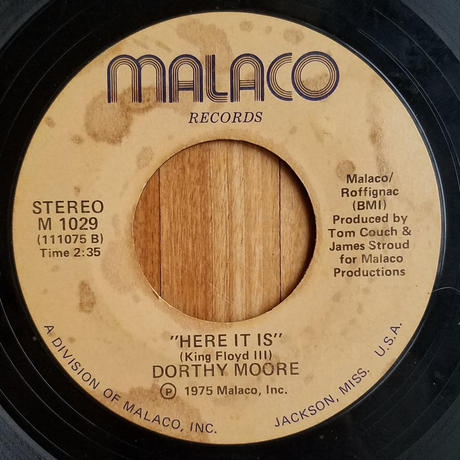 MALACO
RECORDS
STEREO
M 1029
(111075 B)
Time 2:35
Malaco/
Roffignac
(BMI)
Produced by
Tom Couch &
James Stroud
for Malaco
Productions
"HERE IT IS"
(King Floyd III)
DORTHY MOORE
℗ 1975 Malaco, Inc.
A DIVISION OF MALACO, INC. JACKSON, MISS. U.S.A.